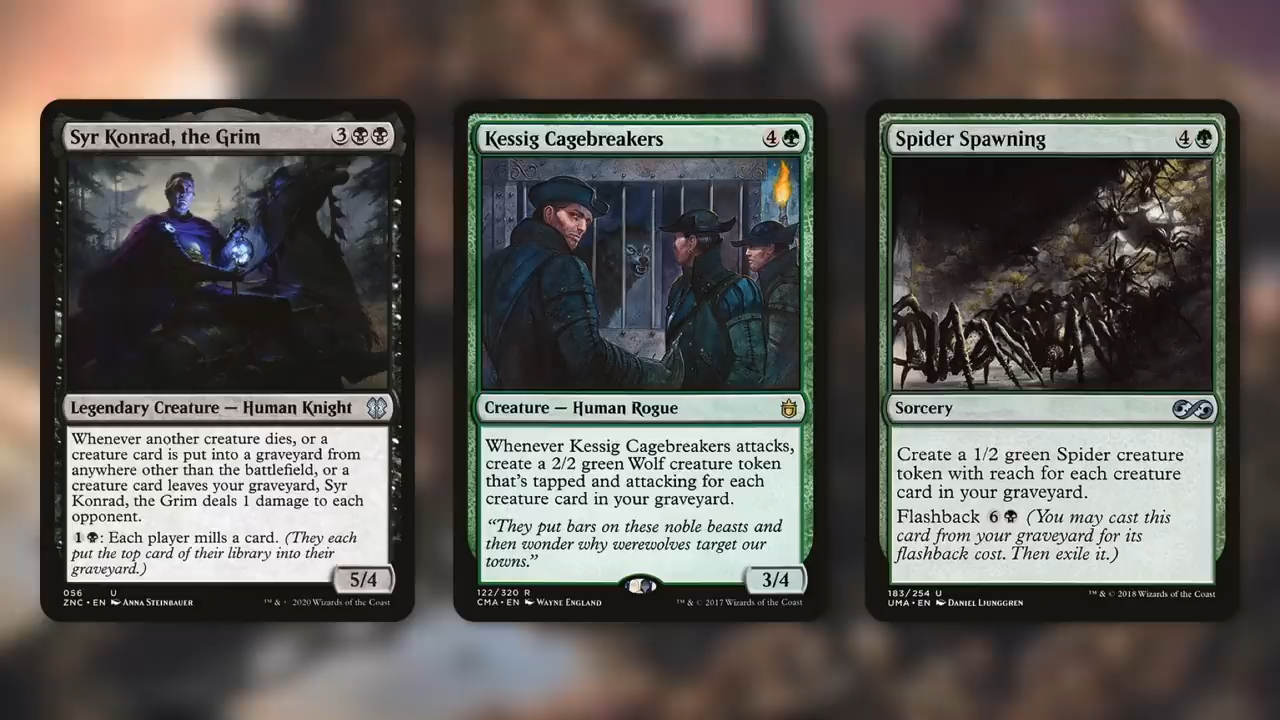 Syr Konrad, the Grim 3
Legendary Creature — Human Knight
Whenever another creature dies, or a
creature card is put into a graveyard from
anywhere other than the battlefield, or a
creature card leaves your graveyard, Syr
Konrad, the Grim deals 1 damage to each
opponent.
1 : Each player mills a card. (They each
put the top card of their library into their
graveyard.)
5/4
056 U
ZNC • EN Anna Steinbauer
™ & © 2020 Wizards of the Coast
Kessig Cagebreakers 4
Creature — Human Rogue
Whenever Kessig Cagebreakers attacks,
create a 2/2 green Wolf creature token
that's tapped and attacking for each
creature card in your graveyard.
“They put bars on these noble beasts and
then wonder why werewolves target our
towns.”
3/4
122/320 R
CMA • EN Wayne England
™ & © 2017 Wizards of the Coast
Spider Spawning 4
Sorcery
Create a 1/2 green Spider creature
token with reach for each creature
card in your graveyard.
Flashback 6 (You may cast this
card from your graveyard for its
flashback cost. Then exile it.)
183/254 U
UMA • EN Daniel Ljunggren
™ & © 2018 Wizards of the Coast